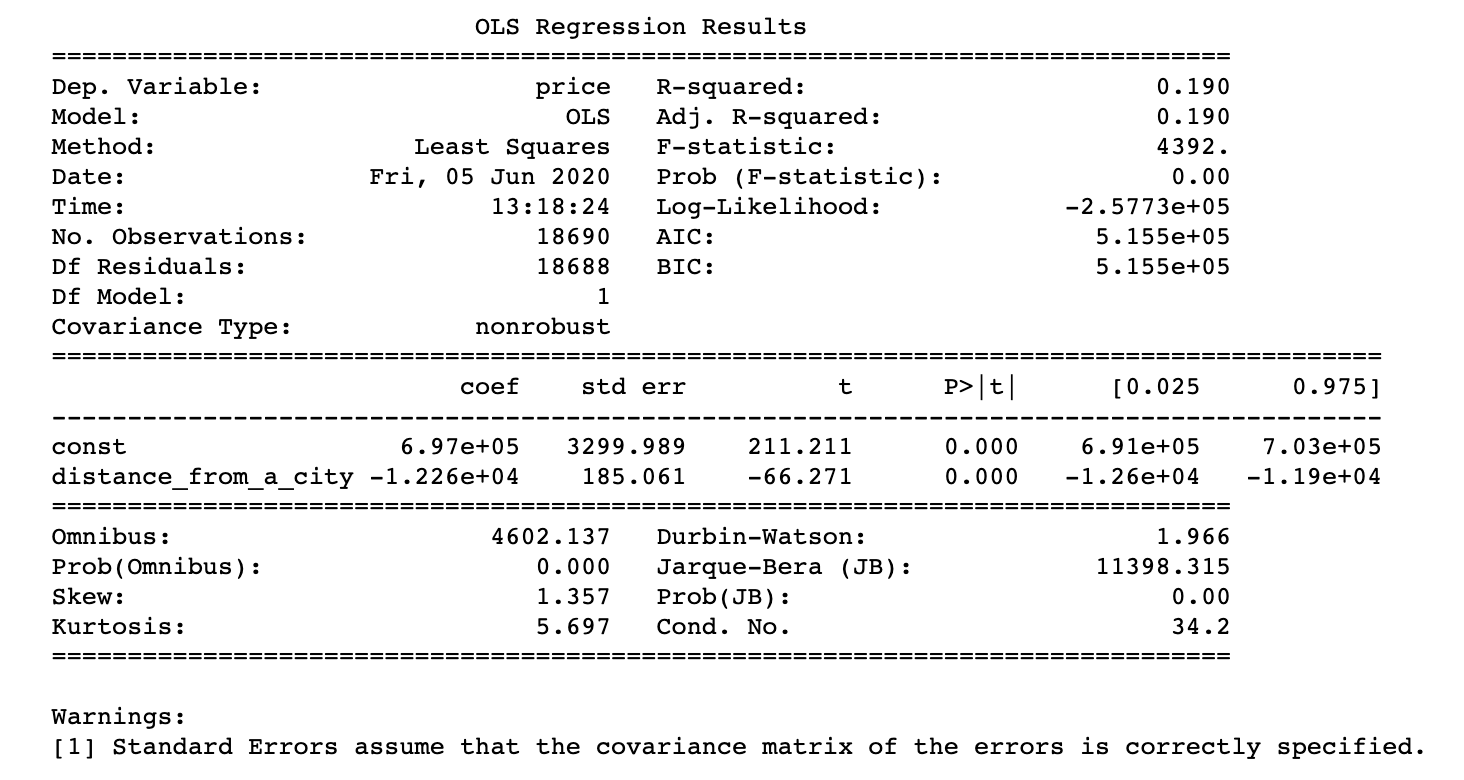 OLS Regression Results
==============================================================================
Dep. Variable: price R-squared: 0.190
Model: OLS Adj. R-squared: 0.190
Method: Least Squares F-statistic: 4392.
Date: Fri, 05 Jun 2020 Prob (F-statistic): 0.00
Time: 13:18:24 Log-Likelihood: -2.5773e+05
No. Observations: 18690 AIC: 5.155e+05
Df Residuals: 18688 BIC: 5.155e+05
Df Model: 1
Covariance Type: nonrobust
========================================================================================
coef std err t P>|t| [0.025 0.975]
----------------------------------------------------------------------------------------
const 6.97e+05 3299.989 211.211 0.000 6.91e+05 7.03e+05
distance_from_a_city -1.226e+04 185.061 -66.271 0.000 -1.26e+04 -1.19e+04
==============================================================================
Omnibus: 4602.137 Durbin-Watson: 1.966
Prob(Omnibus): 0.000 Jarque-Bera (JB): 11398.315
Skew: 1.357 Prob(JB): 0.00
Kurtosis: 5.697 Cond. No. 34.2
==============================================================================
Warnings:
[1] Standard Errors assume that the covariance matrix of the errors is correctly specified.